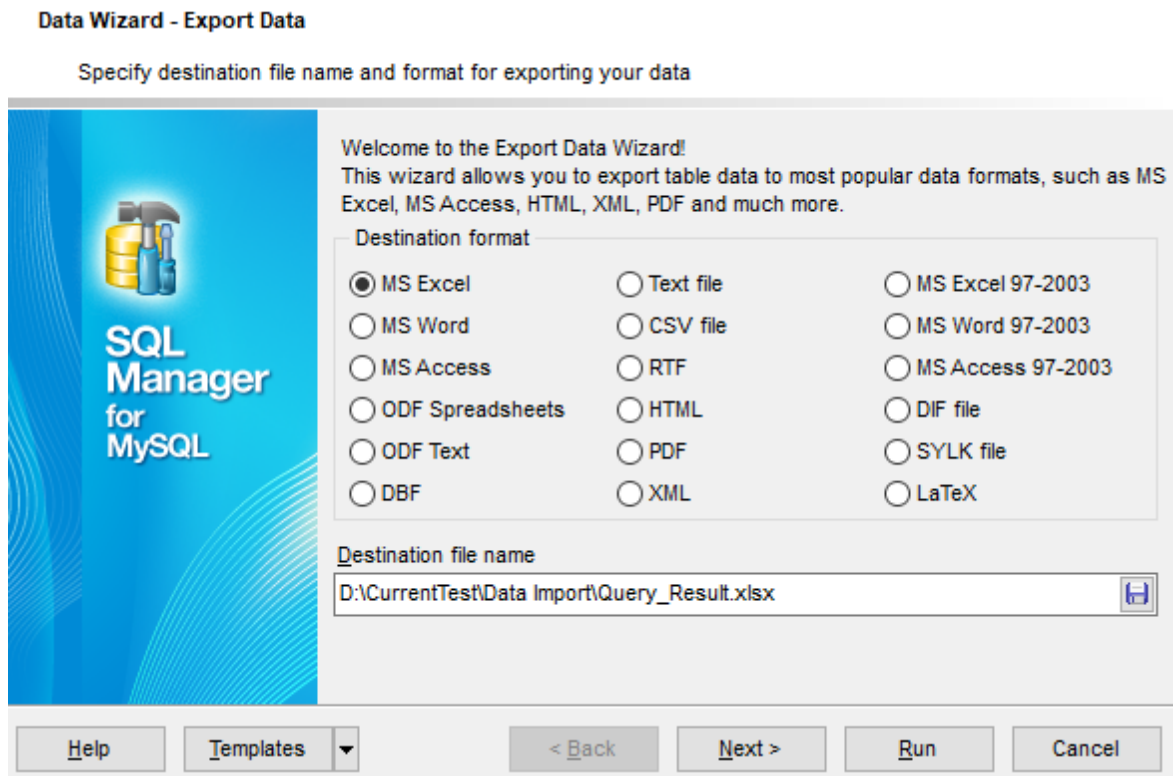 Data Wizard - Export Data
Specify destination file name and format for exporting your data
SQL
Manager
for
MySQL
Welcome to the Export Data Wizard!
This wizard allows you to export table data to most popular data formats, such as MS
Excel, MS Access, HTML, XML, PDF and much more.
Destination format
MS Excel
Text file
MS Excel 97-2003
MS Word
CSV file
MS Word 97-2003
MS Access
RTF
MS Access 97-2003
ODF Spreadsheets
HTML
DIF file
ODF Text
PDF
SYLK file
DBF
XML
LaTeX
Destination file name
D:\CurrentTest\Data Import\Query_Result.xlsx
Help
Templates
< Back
Next >
Run
Cancel